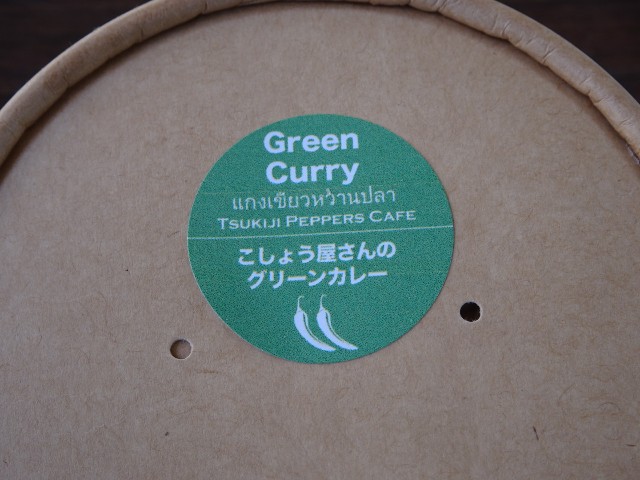 Green
Curry
แกงเขียวหว้านปลา
TSUKIJI PEPPERS CAFE
こしょう屋さんの
グリーンカレー